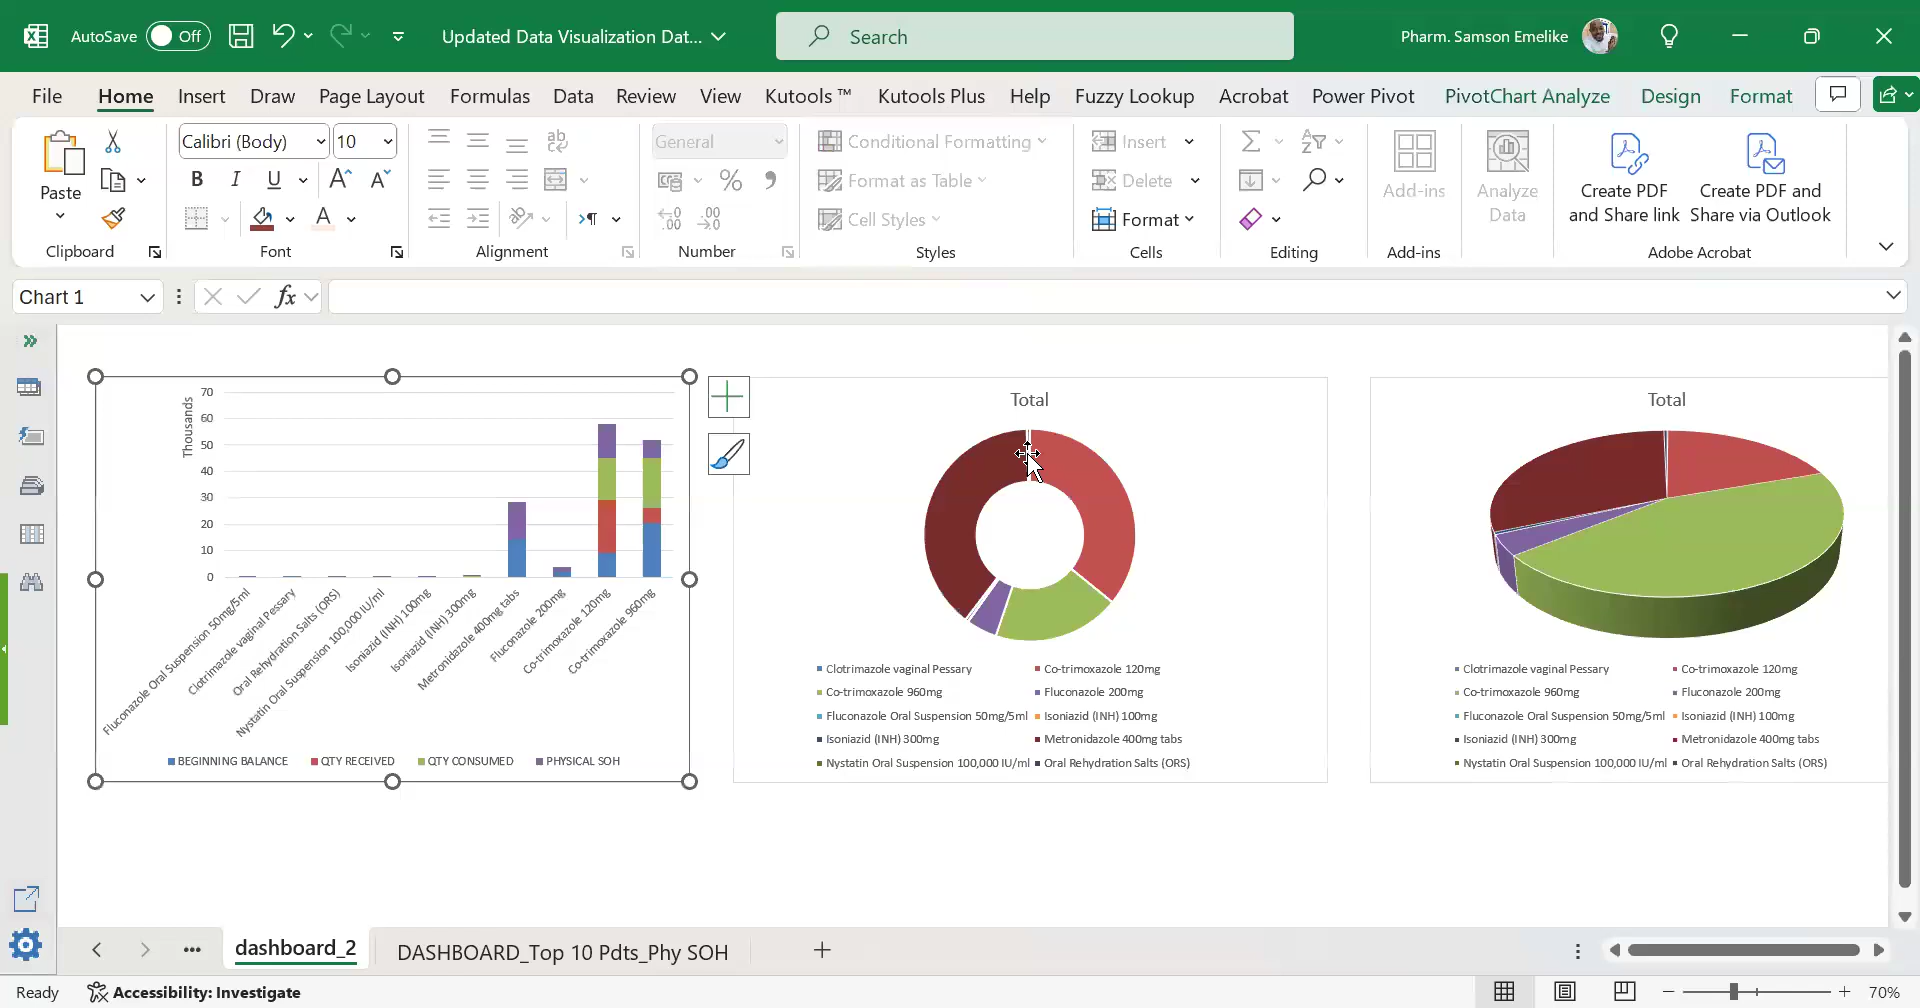 AutoSave Off Updated Data Visualization Dat... Search Pharm. Samson Emelike
File Home Insert Draw Page Layout Formulas Data Review View Kutools ™ Kutools Plus Help Fuzzy Lookup Acrobat Power Pivot PivotChart Analyze Design Format
Paste
Clipboard
Calibri (Body) 10
B I U A A
A
Font
ab
Alignment
General
% 9
Number
Conditional Formatting
Format as Table
Cell Styles
Styles
Insert
Delete
Format
Cells
Editing
Add-ins
Add-ins
Analyze
Data
Create PDF
and Share link
Create PDF and
Share via Outlook
Adobe Acrobat
Chart 1 fx
Thousands
70
60
50
40
30
20
10
0
Fluconazole Oral Suspension 50mg/5ml
Clotrimazole vaginal Pessary
Oral Rehydration Salts (ORS)
Nystatin Oral Suspension 100,000 IU/ml
Isoniazid (INH) 100mg
Isoniazid (INH) 300mg
Metronidazole 400mg tabs
Fluconazole 200mg
Co-trimoxazole 120mg
Co-trimoxazole 960mg
BEGINNING BALANCE QTY RECEIVED QTY CONSUMED PHYSICAL SOH
Total
Clotrimazole vaginal Pessary Co-trimoxazole 120mg
Co-trimoxazole 960mg Fluconazole 200mg
Fluconazole Oral Suspension 50mg/5ml Isoniazid (INH) 100mg
Isoniazid (INH) 300mg Metronidazole 400mg tabs
Nystatin Oral Suspension 100,000 IU/ml Oral Rehydration Salts (ORS)
Total
Clotrimazole vaginal Pessary Co-trimoxazole 120mg
Co-trimoxazole 960mg Fluconazole 200mg
Fluconazole Oral Suspension 50mg/5ml Isoniazid (INH) 100mg
Isoniazid (INH) 300mg Metronidazole 400mg tabs
Nystatin Oral Suspension 100,000 IU/ml Oral Rehydration Salts (ORS)
dashboard_2 DASHBOARD_Top 10 Pdts_Phy SOH
Ready Accessibility: Investigate 70%